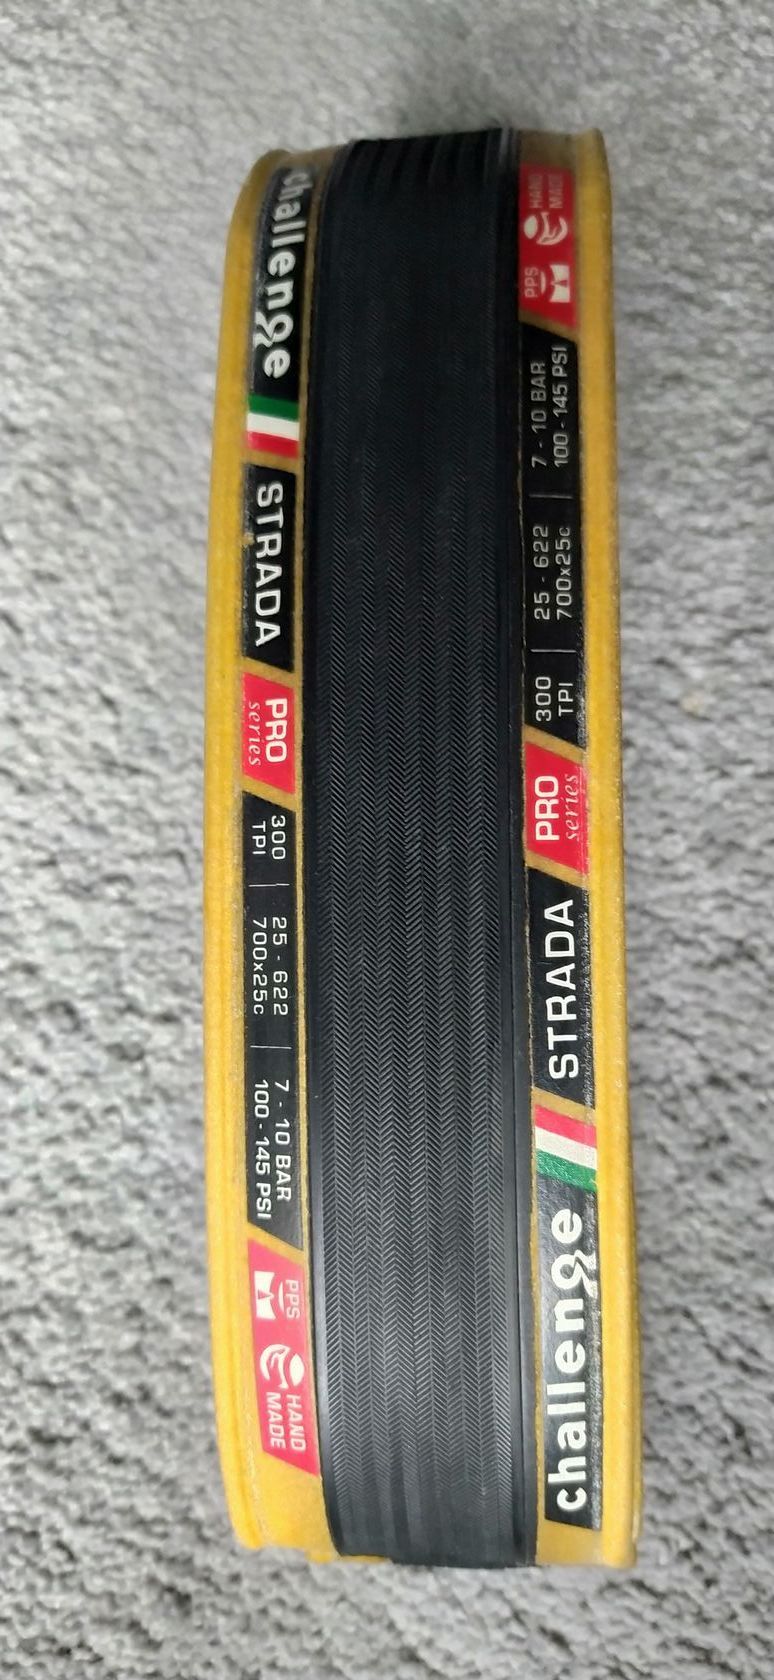 challenge
STRADA
PRO
series
300
TPI
25 - 622
700x25c
7 - 10 BAR
100 - 145 PSI
PPS
HAND
MADE
challenge
STRADA
PRO
series
300
TPI
25 - 622
700x25c
7 - 10 BAR
100 - 145 PSI
PPS
HAND
MADE